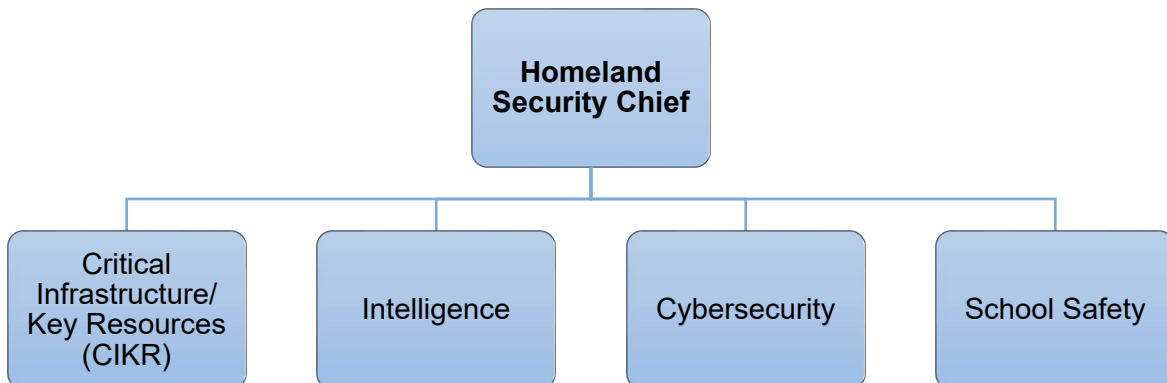 Homeland
Security Chief
Critical
Infrastructure/
Key Resources
(CIKR)
Intelligence
Cybersecurity
School Safety